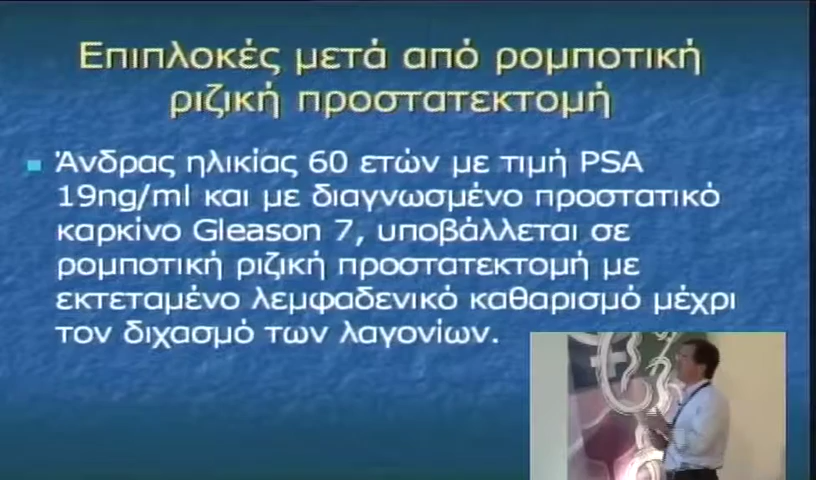 Επιπλοκές μετά από ρομποτική
ριζική προστατεκτομή
Άνδρας ηλικίας 60 ετών με τιμή PSA
19ng/ml και με διαγνωσμένο προστατικό
καρκίνο Gleason 7, υποβάλλεται σε
ρομποτική ριζική προστατεκτομή με
εκτεταμένο λεμφαδενικό καθαρισμό μέχρι
τον διχασμό των λαγονίων.